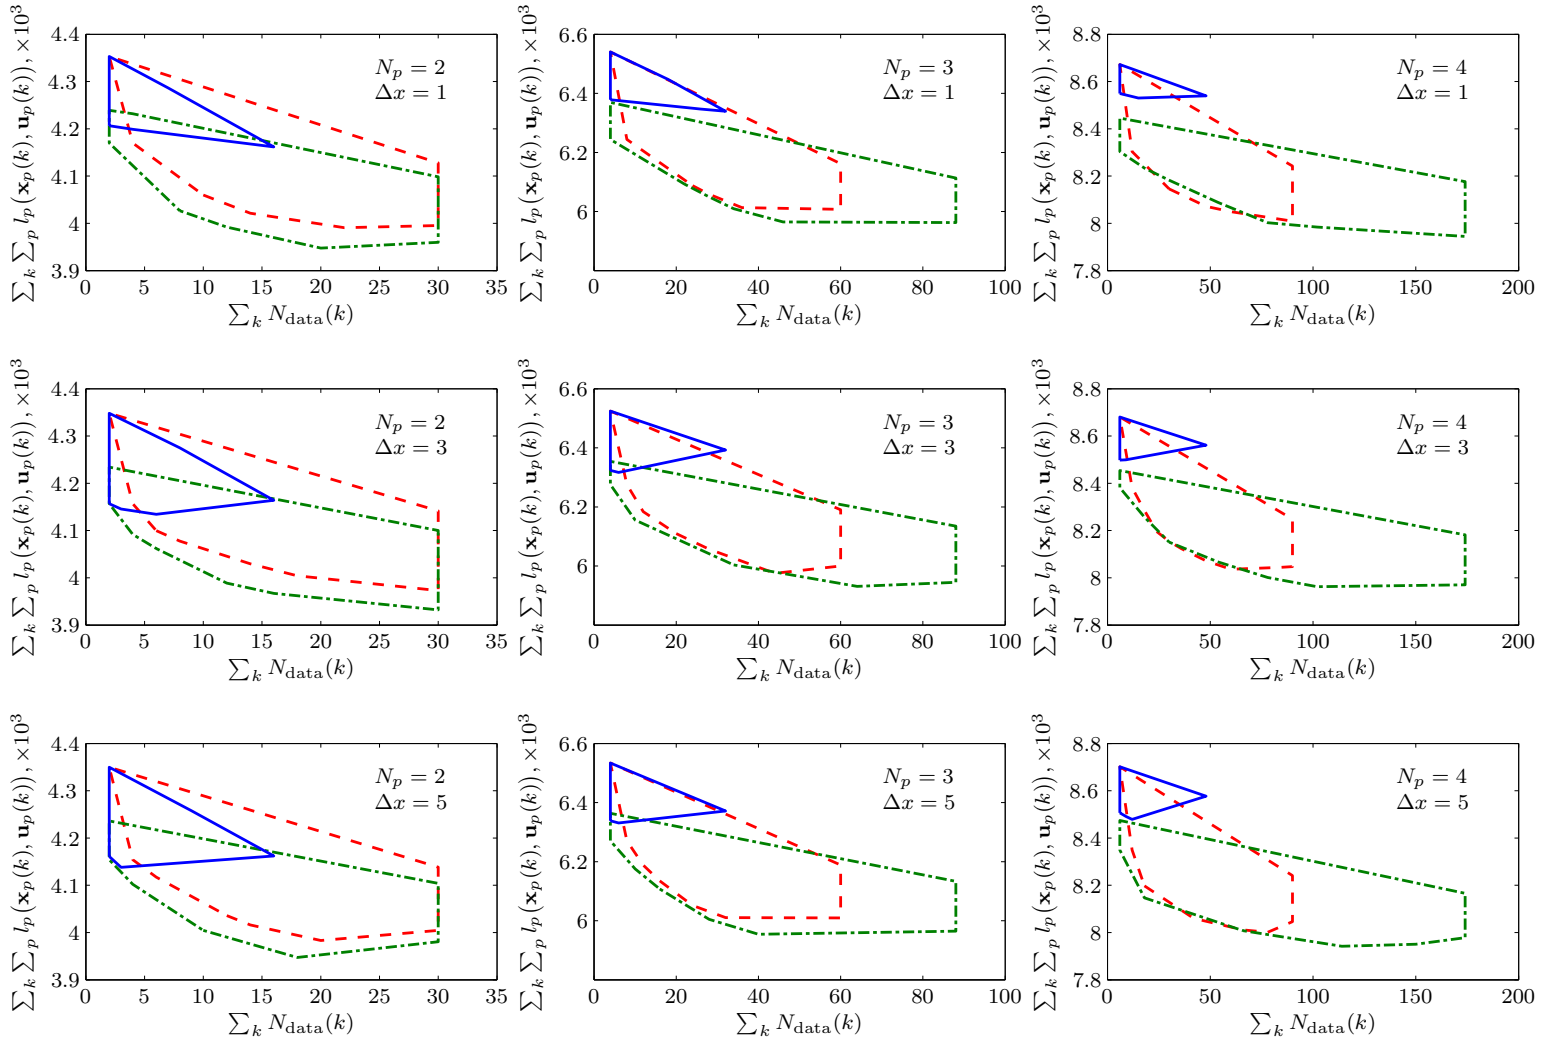 ∑ₖ ∑ₚ lₚ(𝐱ₚ(k), 𝐮ₚ(k)), ×10³
4.4
4.3
4.2
4.1
4
3.9
0 5 10 15 20 25 30 35
Nₚ = 2
Δx = 1
∑ₖ N_data(k)
∑ₖ ∑ₚ lₚ(𝐱ₚ(k), 𝐮ₚ(k)), ×10³
6.6
6.4
6.2
6
0 20 40 60 80 100
Nₚ = 3
Δx = 1
∑ₖ N_data(k)
∑ₖ ∑ₚ lₚ(𝐱ₚ(k), 𝐮ₚ(k)), ×10³
8.8
8.6
8.4
8.2
8
7.8
0 50 100 150 200
Nₚ = 4
Δx = 1
∑ₖ N_data(k)
∑ₖ ∑ₚ lₚ(𝐱ₚ(k), 𝐮ₚ(k)), ×10³
4.4
4.3
4.2
4.1
4
3.9
0 5 10 15 20 25 30 35
Nₚ = 2
Δx = 3
∑ₖ N_data(k)
∑ₖ ∑ₚ lₚ(𝐱ₚ(k), 𝐮ₚ(k)), ×10³
6.6
6.4
6.2
6
0 20 40 60 80 100
Nₚ = 3
Δx = 3
∑ₖ N_data(k)
∑ₖ ∑ₚ lₚ(𝐱ₚ(k), 𝐮ₚ(k)), ×10³
8.8
8.6
8.4
8.2
8
7.8
0 50 100 150 200
Nₚ = 4
Δx = 3
∑ₖ N_data(k)
∑ₖ ∑ₚ lₚ(𝐱ₚ(k), 𝐮ₚ(k)), ×10³
4.4
4.3
4.2
4.1
4
3.9
0 5 10 15 20 25 30 35
Nₚ = 2
Δx = 5
∑ₖ N_data(k)
∑ₖ ∑ₚ lₚ(𝐱ₚ(k), 𝐮ₚ(k)), ×10³
6.6
6.4
6.2
6
0 20 40 60 80 100
Nₚ = 3
Δx = 5
∑ₖ N_data(k)
∑ₖ ∑ₚ lₚ(𝐱ₚ(k), 𝐮ₚ(k)), ×10³
8.8
8.6
8.4
8.2
8
7.8
0 50 100 150 200
Nₚ = 4
Δx = 5
∑ₖ N_data(k)